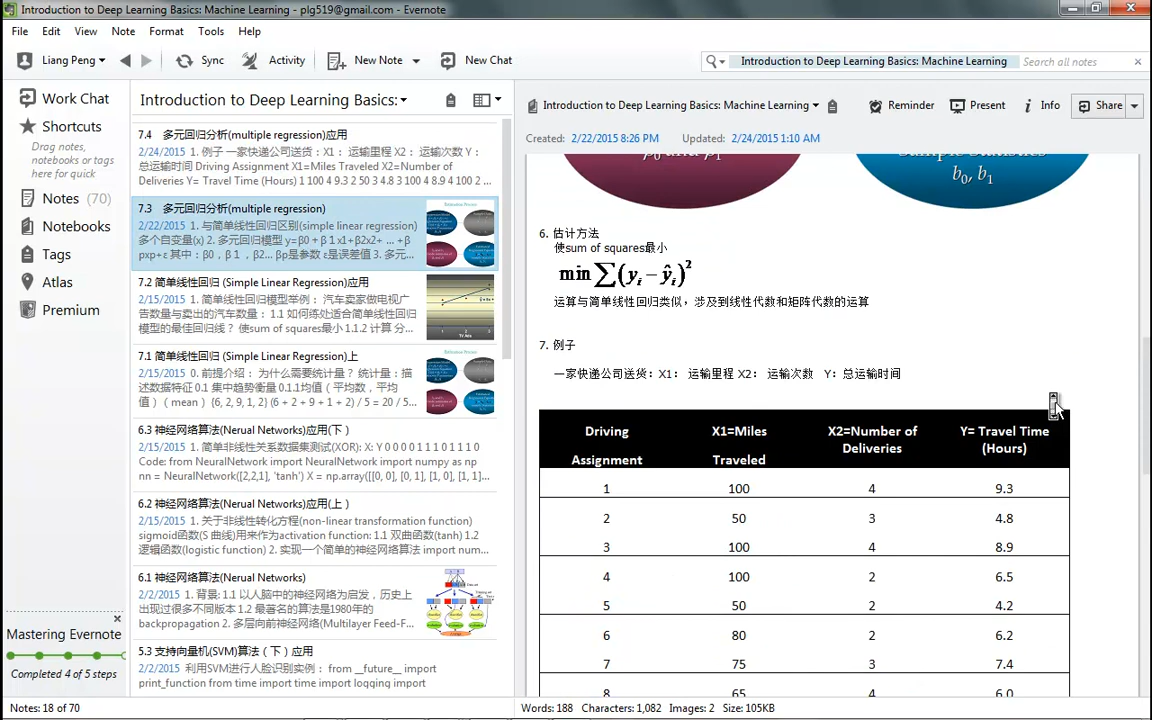 Introduction to Deep Learning Basics: Machine Learning - plg519@gmail.com - Evernote
File Edit View Note Format Tools Help
Liang Peng Sync Activity New Note New Chat
Introduction to Deep Learning Basics: Machine Learning Search all notes
Work Chat
Shortcuts
Drag notes,
notebooks or tags
here for quick
Notes (70)
Notebooks
Tags
Atlas
Premium
Mastering Evernote
Completed 4 of 5 steps
Notes: 18 of 70
Introduction to Deep Learning Basics:
7.4 多元回归分析(multiple regression)应用
2/24/2015 1. 例子 一家快递公司送货：X1： 运输里程 X2： 运输次数 Y：
总运输时间 Driving Assignment X1=Miles Traveled X2=Number of
Deliveries Y= Travel Time (Hours) 1 100 4 9.3 2 50 3 4.8 3 100 4 8.9 4 100 2 ...
7.3 多元回归分析(multiple regression)
2/22/2015 1. 与简单线性回归区别(simple linear regression)
多个自变量(x) 2. 多元回归模型 y=β0＋β１x1+β2x2+ ... +β
pxp+ε 其中：β0，β１，β2... βp是参数 ε是误差值 3. 多元...
7.2 简单线性回归 (Simple Linear Regression)应用
2/15/2015 1. 简单线性回归模型举例： 汽车卖家做电视广
告数量与卖出的汽车数量： 1.1 如何练处适合简单线性回归
模型的最佳回归线？ 使sum of squares最小 1.1.2 计算 分...
7.1 简单线性回归 (Simple Linear Regression)上
2/15/2015 0. 前提介绍： 为什么需要统计量？ 统计量：描
述数据特征 0.1 集中趋势衡量 0.1.1均值（平均数，平均
值）(mean） {6, 2, 9, 1, 2} (6 + 2 + 9 + 1 + 2) / 5 = 20 / 5...
6.3 神经网络算法(Nerual Networks)应用(下)
2/15/2015 1. 简单非线性关系数据集测试(XOR): X: Y 0 0 0 0 1 1 1 0 1 1 1 0
Code: from NeuralNetwork import NeuralNetwork import numpy as np
nn = NeuralNetwork([2,2,1], 'tanh') X = np.array([[0, 0], [0, 1], [1, 0], [1, 1]...
6.2 神经网络算法(Nerual Networks)应用(上)
2/15/2015 1. 关于非线性转化方程(non-linear transformation function)
sigmoid函数(S 曲线)用来作为activation function: 1.1 双曲函数(tanh) 1.2
逻辑函数(logistic function) 2. 实现一个简单的神经网络算法 import num...
6.1 神经网络算法(Nerual Networks)
2/2/2015 1. 背景: 1.1 以人脑中的神经网络为启发，历史上
出现过很多不同版本 1.2 最著名的算法是1980年的
backpropagation 2. 多层向前神经网络(Multilayer Feed-F...
5.3 支持向量机(SVM)算法（下）应用
2/2/2015 利用SVM进行人脸识别实例： from __future__ import
print_function from time import time import logging import
Introduction to Deep Learning Basics: Machine Learning Reminder Present Info Share
Created: 2/22/2015 8:26 PM Updated: 2/24/2015 1:10 AM
b0, b1
6. 估计方法
使sum of squares最小
min ∑(yi − ŷi)²
运算与简单线性回归类似，涉及到线性代数和矩阵代数的运算
7. 例子
一家快递公司送货：X1： 运输里程 X2： 运输次数 Y：总运输时间
Driving Assignment X1=Miles Traveled X2=Number of Deliveries Y= Travel Time (Hours)
1 100 4 9.3
2 50 3 4.8
3 100 4 8.9
4 100 2 6.5
5 50 2 4.2
6 80 2 6.2
7 75 3 7.4
8 65 4 6.0
Words: 188 Characters: 1,082 Images: 2 Size: 105KB